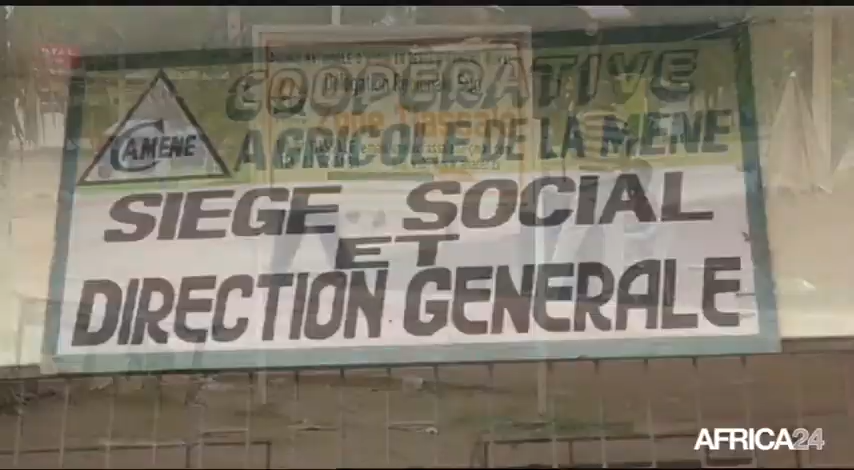 COOPERATIVE
CAMENE
AGRICOLE DE LA MENE
SIEGE SOCIAL
ET
DIRECTION GENERALE
AFRICA24